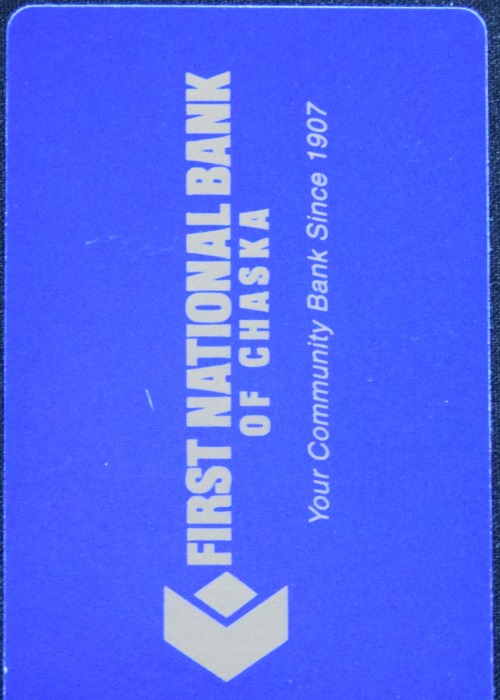 FIRST NATIONAL BANK
OF CHASKA
Your Community Bank Since 1907